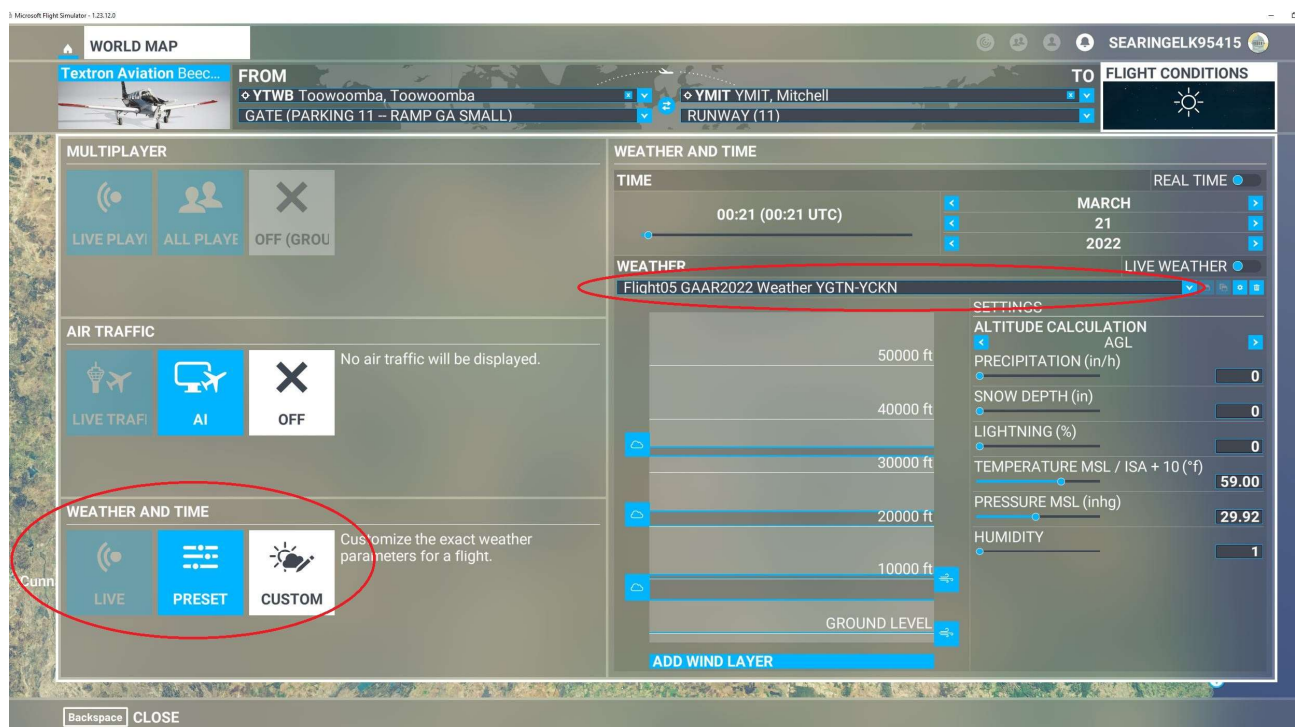 Microsoft Flight Simulator - 1.23.12.0
WORLD MAP
SEARINGELK95415
Textron Aviation Beec...
FROM
YTWB Toowoomba, Toowoomba
GATE (PARKING 11 – RAMP GA SMALL)
YMIT YMIT, Mitchell
RUNWAY (11)
TO
FLIGHT CONDITIONS
MULTIPLAYER
LIVE PLAYI
ALL PLAYE
OFF (GROU
AIR TRAFFIC
No air traffic will be displayed.
LIVE TRAFI
AI
OFF
WEATHER AND TIME
Customize the exact weather
parameters for a flight.
LIVE
PRESET
CUSTOM
Cunn
WEATHER AND TIME
TIME
REAL TIME
00:21 (00:21 UTC)
MARCH
21
2022
WEATHER
LIVE WEATHER
Flight05 GAAR2022 Weather YGTN-YCKN
50000 ft
40000 ft
30000 ft
20000 ft
10000 ft
GROUND LEVEL
ADD WIND LAYER
SETTINGS
ALTITUDE CALCULATION
AGL
PRECIPITATION (in/h)
0
SNOW DEPTH (in)
0
LIGHTNING (%)
0
TEMPERATURE MSL / ISA + 10 (°f)
59.00
PRESSURE MSL (inhg)
29.92
HUMIDITY
1
Backspace CLOSE